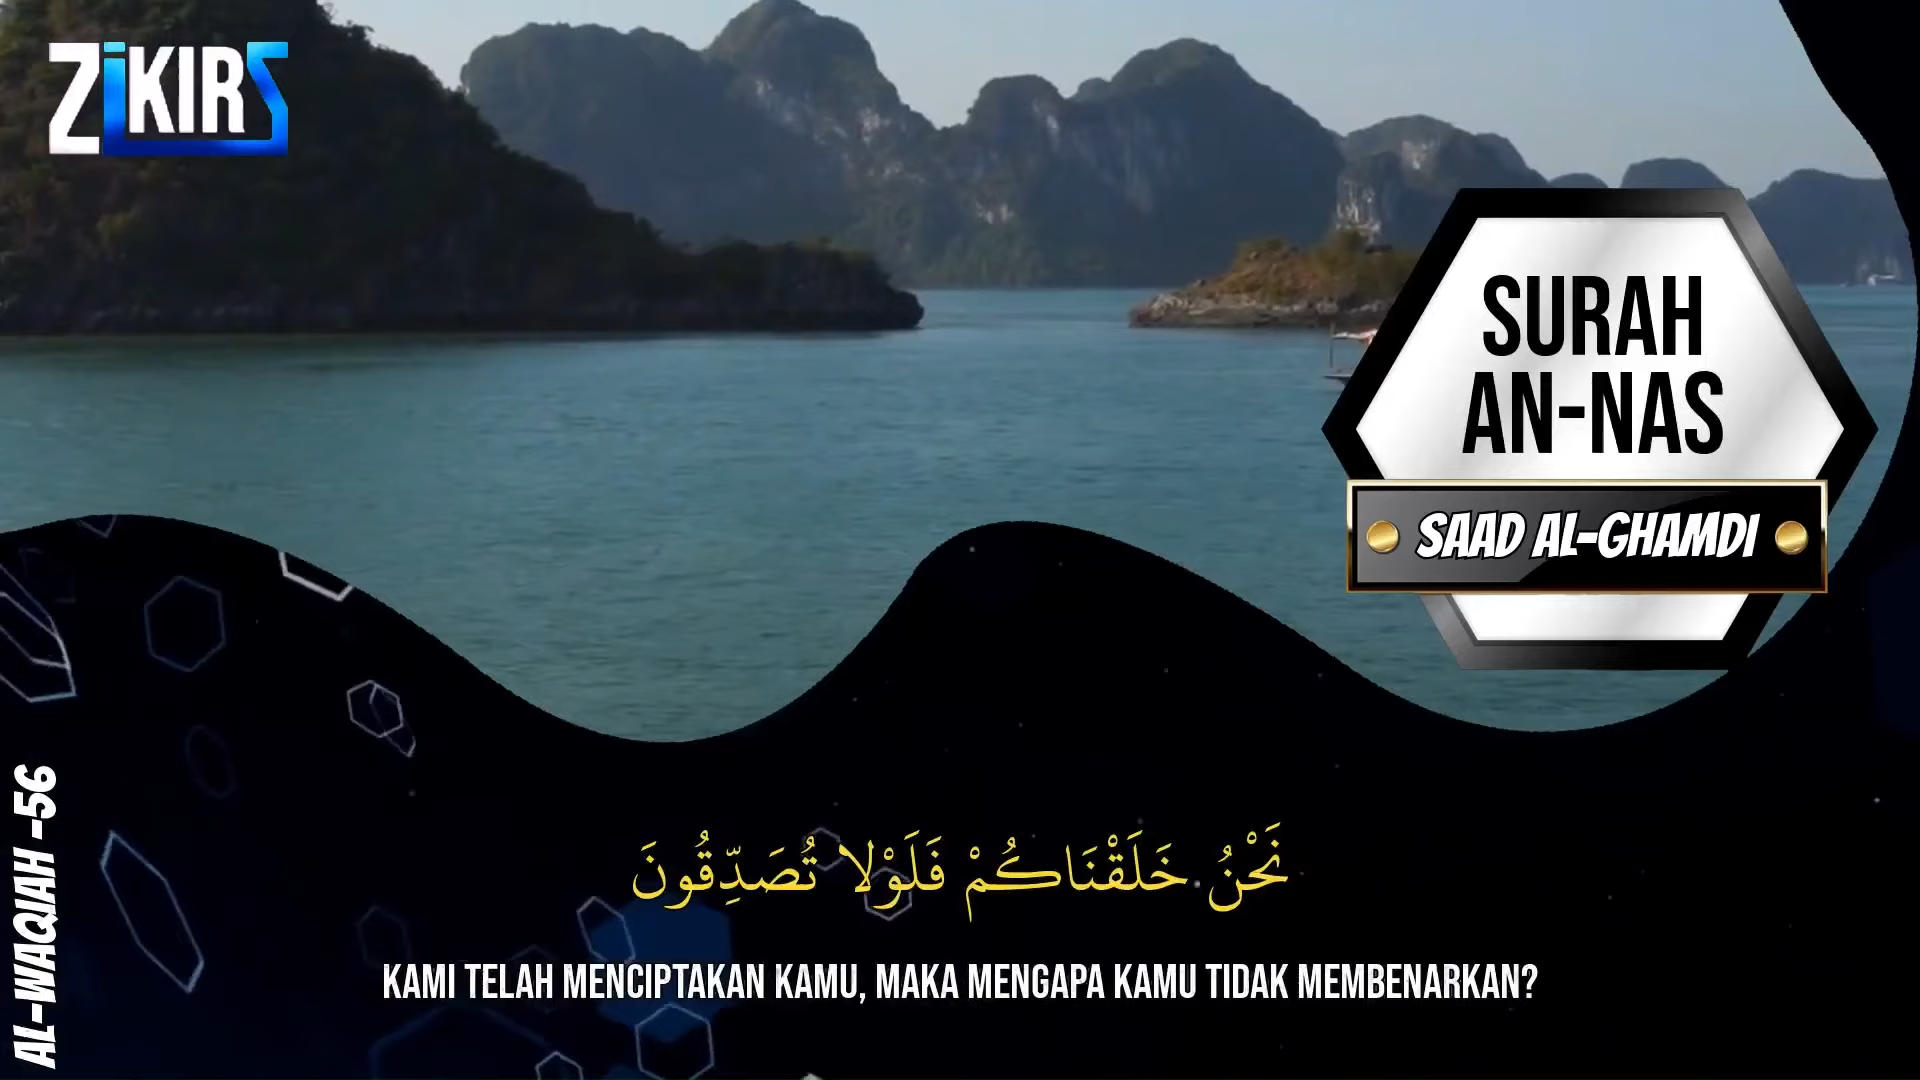 ZiKIRS
SURAH
AN-NAS
SAAD AL-GHAMDI
AL-WAQIAH -56
نَحْنُ خَلَقْنَاكُمْ فَلَوْلا تُصَدِّقُونَ
KAMI TELAH MENCIPTAKAN KAMU, MAKA MENGAPA KAMU TIDAK MEMBENARKAN?